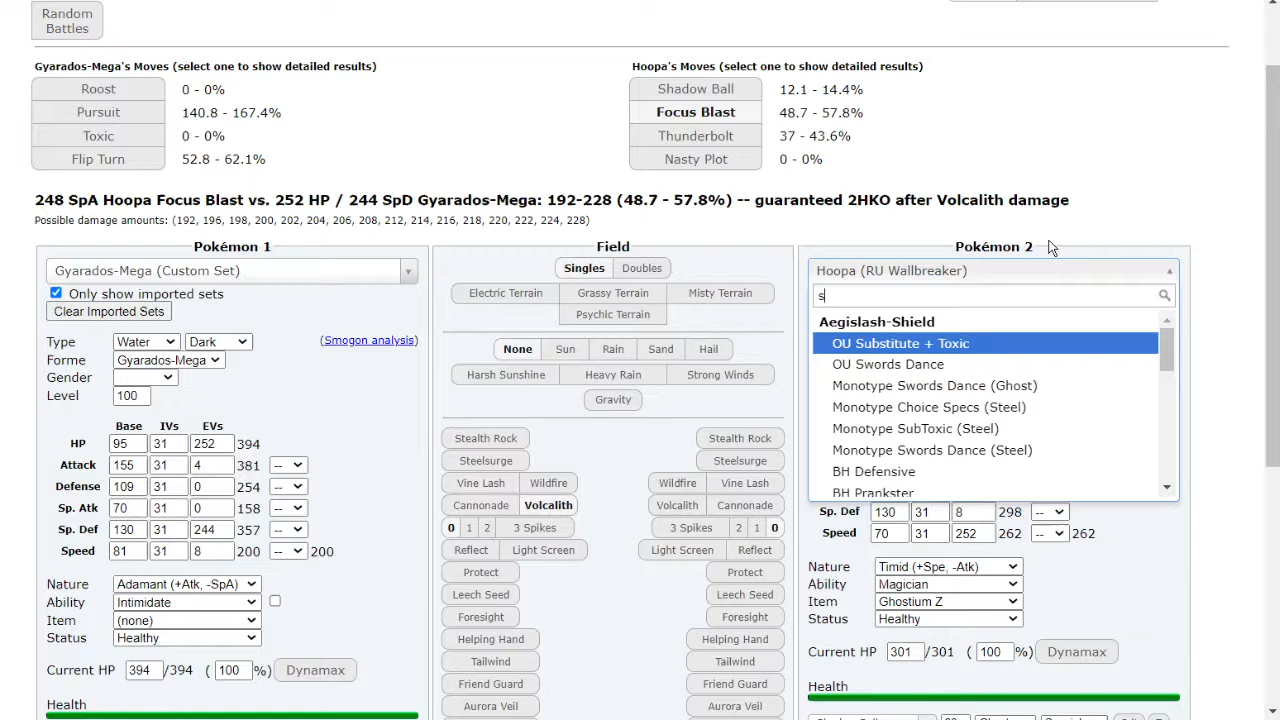 Random
Battles
Gyarados-Mega's Moves (select one to show detailed results)
Hoopa's Moves (select one to show detailed results)
Roost 0 - 0%
Shadow Ball 12.1 - 14.4%
Pursuit 140.8 - 167.4%
Focus Blast 48.7 - 57.8%
Toxic 0 - 0%
Thunderbolt 37 - 43.6%
Flip Turn 52.8 - 62.1%
Nasty Plot 0 - 0%
248 SpA Hoopa Focus Blast vs. 252 HP / 244 SpD Gyarados-Mega: 192-228 (48.7 - 57.8%) -- guaranteed 2HKO after Volcalith damage
Possible damage amounts: (192, 196, 198, 200, 202, 204, 206, 208, 212, 214, 216, 218, 220, 222, 224, 228)
Pokémon 1
Gyarados-Mega (Custom Set)
Only show imported sets
Clear Imported Sets
Type Water Dark (Smogon analysis)
Forme Gyarados-Mega
Gender
Level 100
Base IVs EVs
HP 95 31 252 394
Attack 155 31 4 381 --
Defense 109 31 0 254 --
Sp. Atk 70 31 0 158 --
Sp. Def 130 31 244 357 --
Speed 81 31 8 200 -- 200
Nature Adamant (+Atk, -SpA)
Ability Intimidate
Item (none)
Status Healthy
Current HP 394 /394 ( 100 %) Dynamax
Health
Field
Singles Doubles
Electric Terrain Grassy Terrain Misty Terrain
Psychic Terrain
None Sun Rain Sand Hail
Harsh Sunshine Heavy Rain Strong Winds
Gravity
Stealth Rock Stealth Rock
Steelsurge Steelsurge
Vine Lash Wildfire Wildfire Vine Lash
Cannonade Volcalith Volcalith Cannonade
0 1 2 3 Spikes 3 Spikes 2 1 0
Reflect Light Screen Light Screen Reflect
Protect Protect
Leech Seed Leech Seed
Foresight Foresight
Helping Hand Helping Hand
Tailwind Tailwind
Friend Guard Friend Guard
Aurora Veil Aurora Veil
Pokémon 2
Hoopa (RU Wallbreaker)
s
Aegislash-Shield
OU Substitute + Toxic
OU Swords Dance
Monotype Swords Dance (Ghost)
Monotype Choice Specs (Steel)
Monotype SubToxic (Steel)
Monotype Swords Dance (Steel)
BH Defensive
BH Prankster
Sp. Def 130 31 8 298 --
Speed 70 31 252 262 -- 262
Nature Timid (+Spe, -Atk)
Ability Magician
Item Ghostium Z
Status Healthy
Current HP 301 /301 ( 100 %) Dynamax
Health